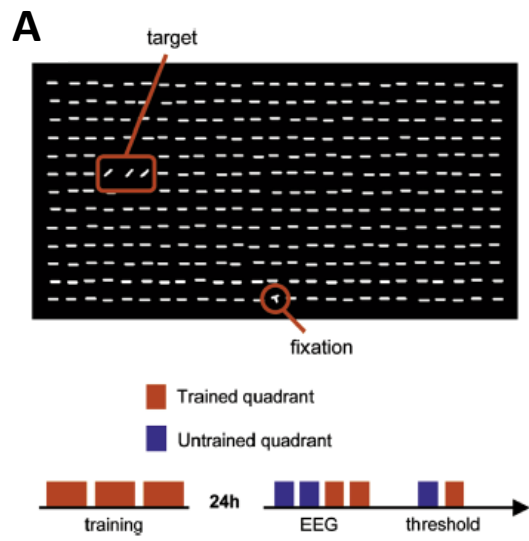 A
target
fixation
Trained quadrant
Untrained quadrant
24h
training EEG threshold